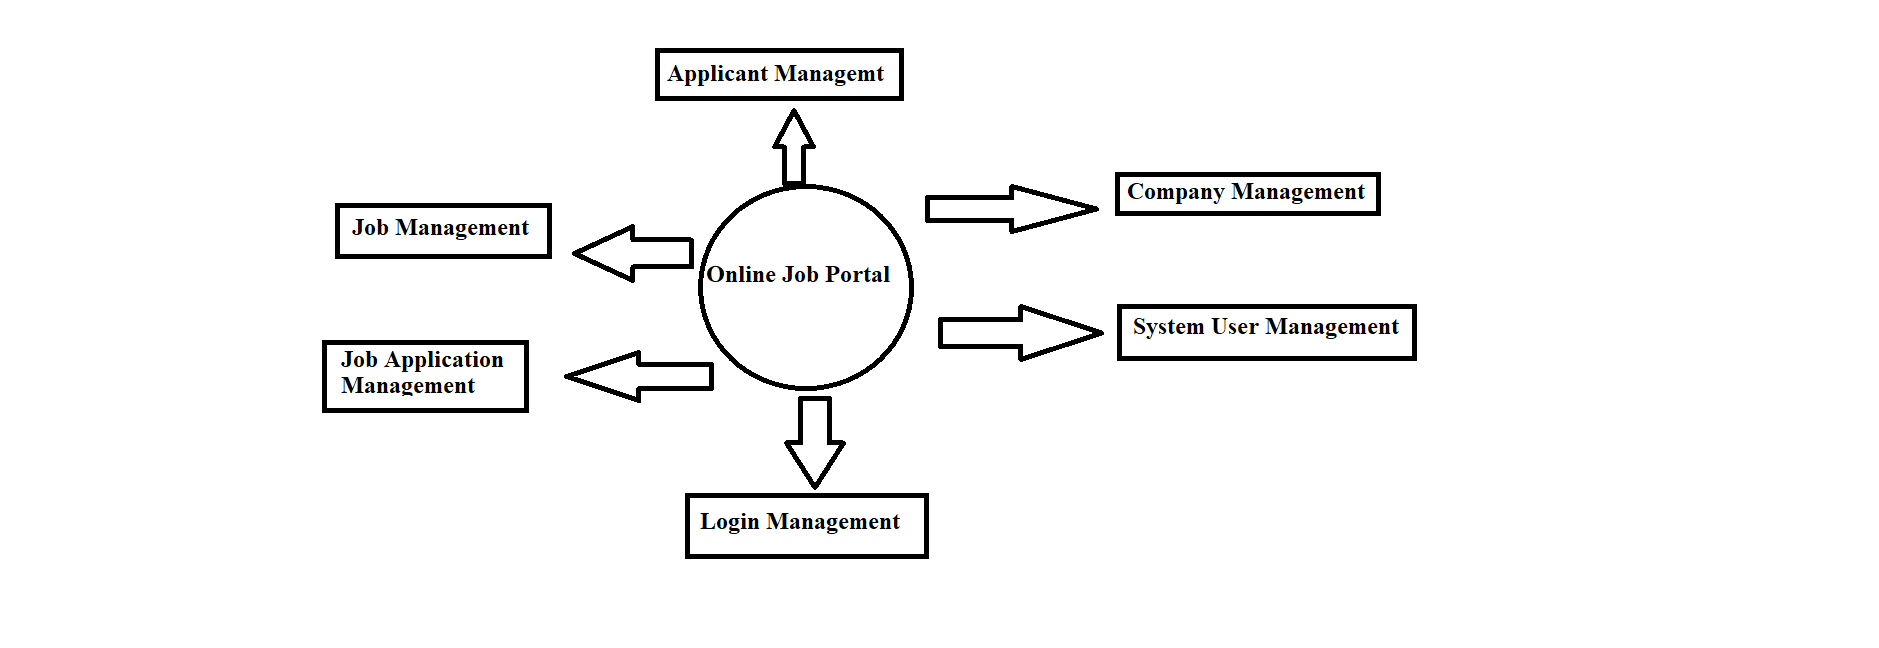 Applicant Managemt
Company Management
Job Management
Online Job Portal
System User Management
Job Application
Management
Login Management